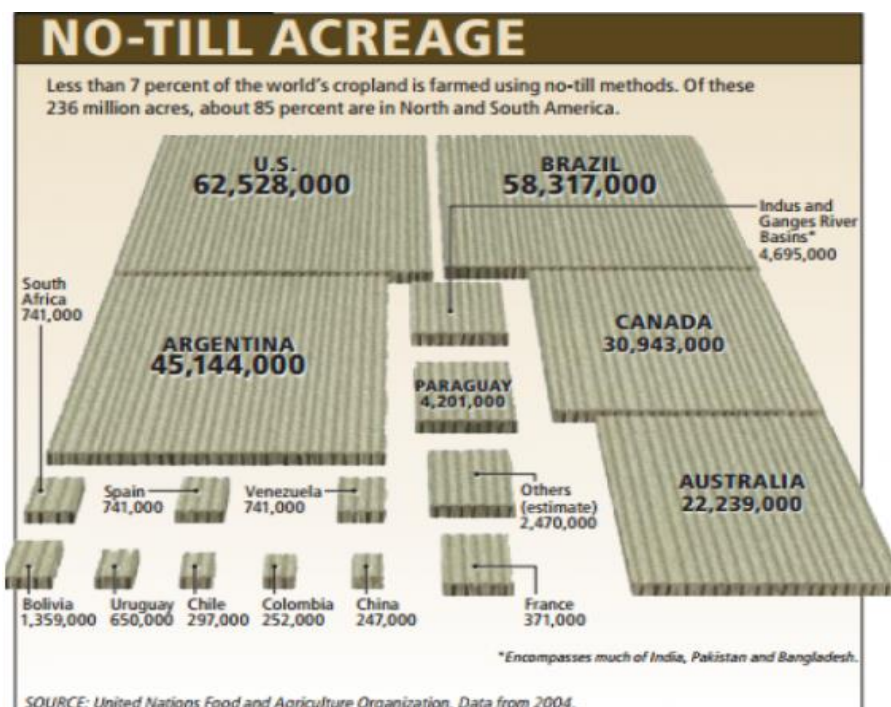 NO-TILL ACREAGE
Less than 7 percent of the world's cropland is farmed using no-till methods. Of these
236 million acres, about 85 percent are in North and South America.
U.S.
62,528,000
BRAZIL
58,317,000
Indus and
Ganges River
Basins*
4,695,000
South
Africa
741,000
ARGENTINA
45,144,000
CANADA
30,943,000
PARAGUAY
4,201,000
AUSTRALIA
22,239,000
Spain
741,000
Venezuela
741,000
Others
(estimate)
2,470,000
Bolivia
1,359,000
Uruguay
650,000
Chile
297,000
Colombia
252,000
China
247,000
France
371,000
*Encompasses much of India, Pakistan and Bangladesh.
SOURCE: United Nations Food and Agriculture Organization. Data from 2004.